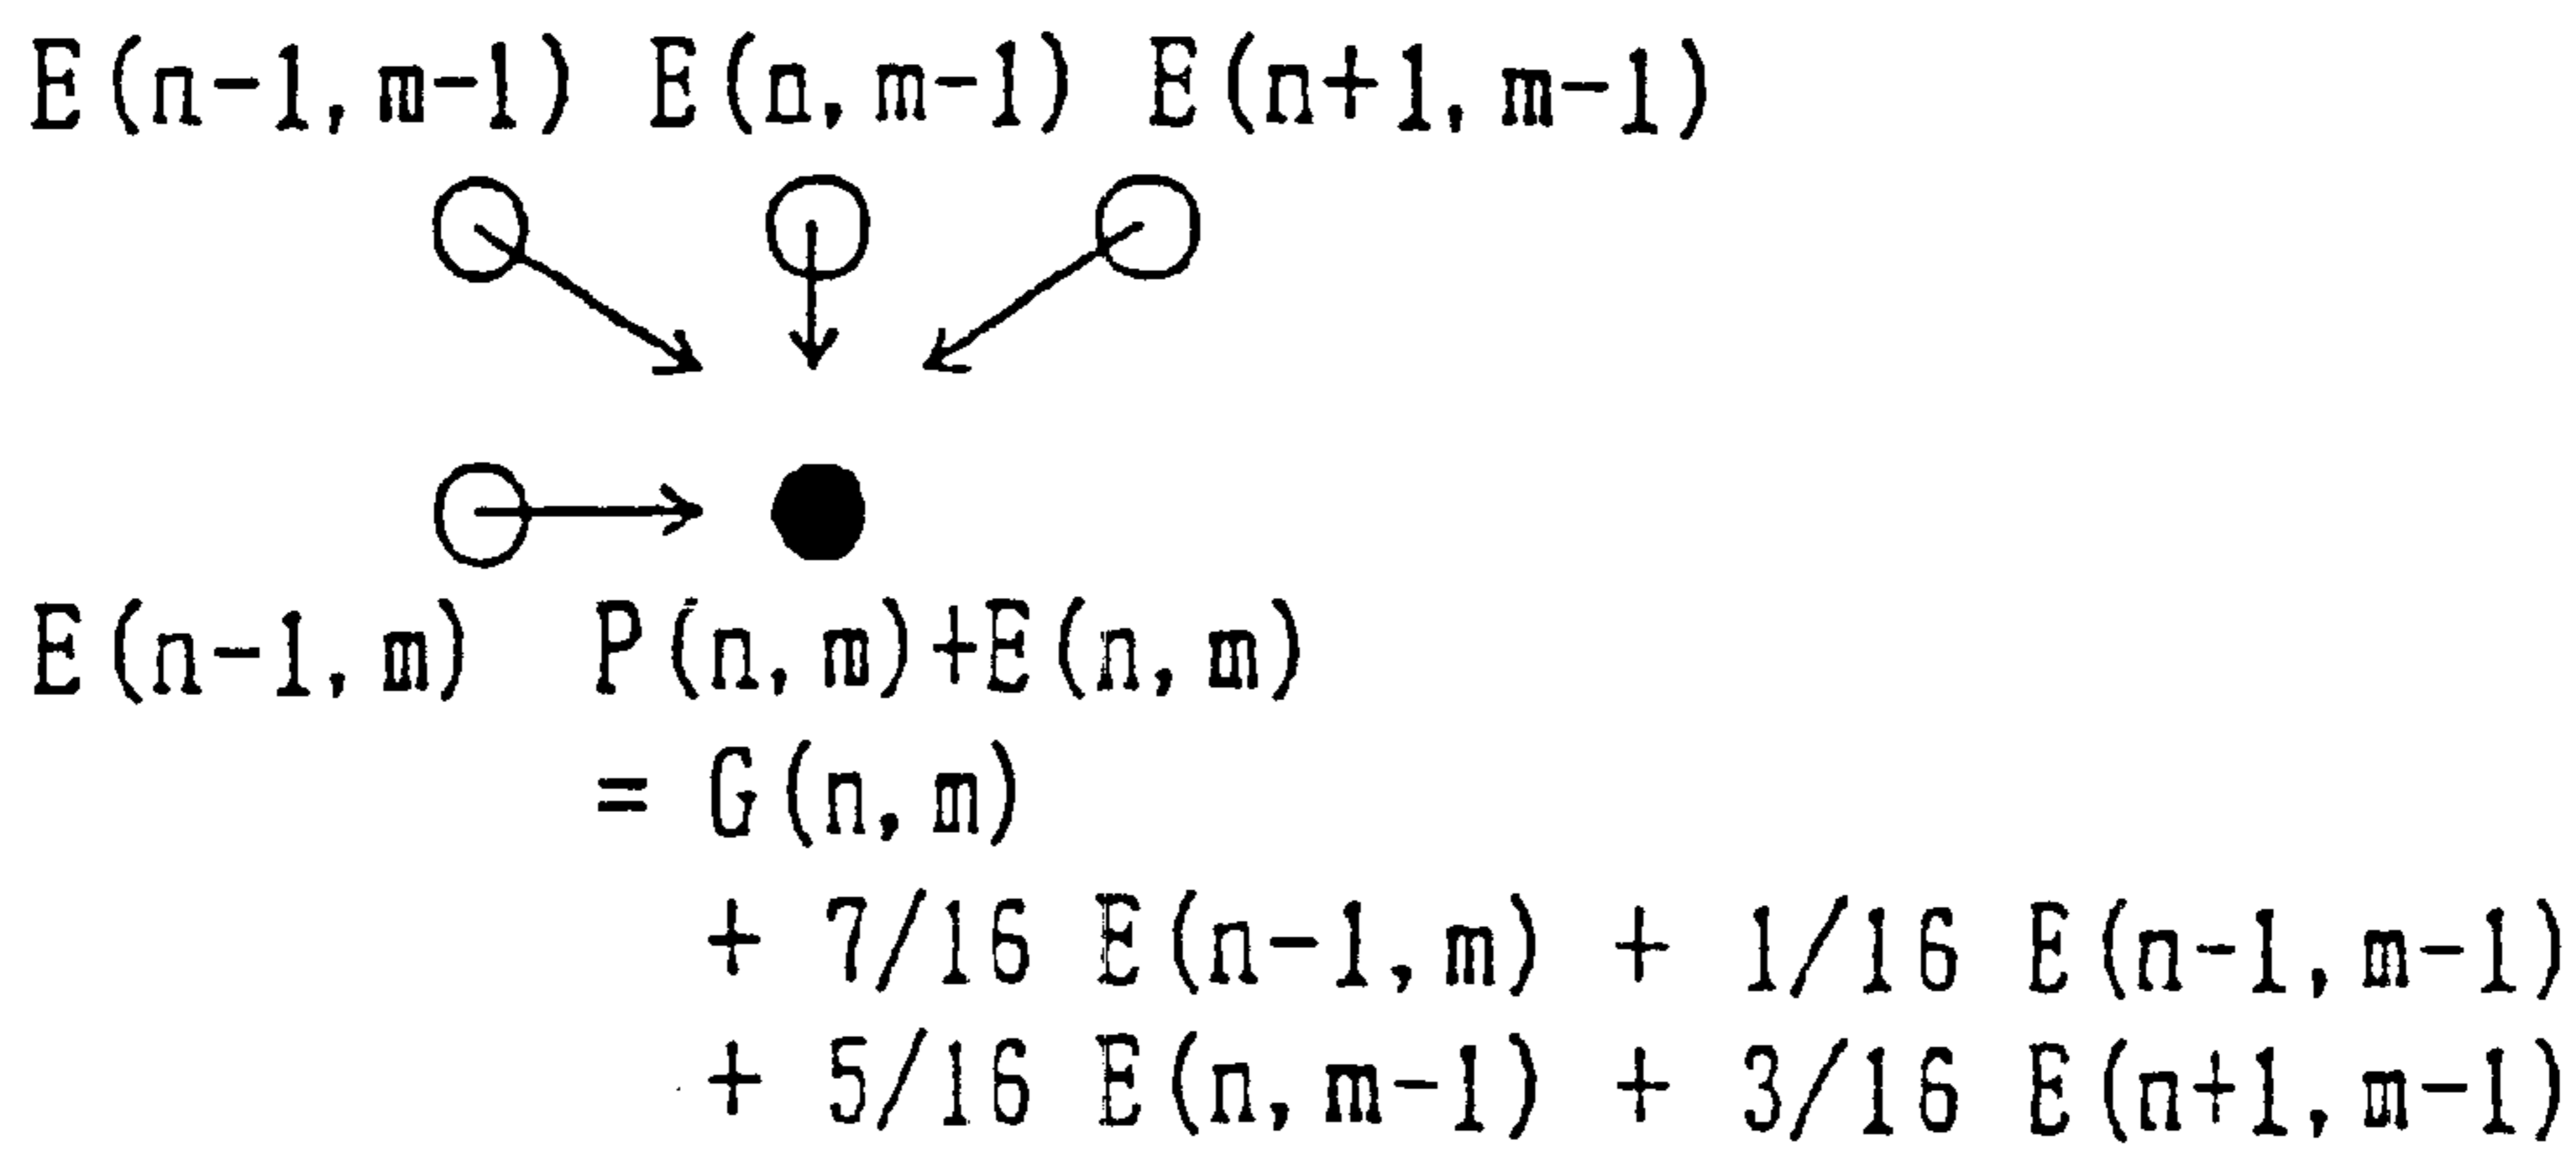 E(n-1,m-1) E(n,m-1) E(n+1,m-1)
E(n-1,m) P(n,m)+E(n,m)
= G(n,m)
+ 7/16 E(n-1,m) + 1/16 E(n-1,m-1)
+ 5/16 E(n,m-1) + 3/16 E(n+1,m-1)